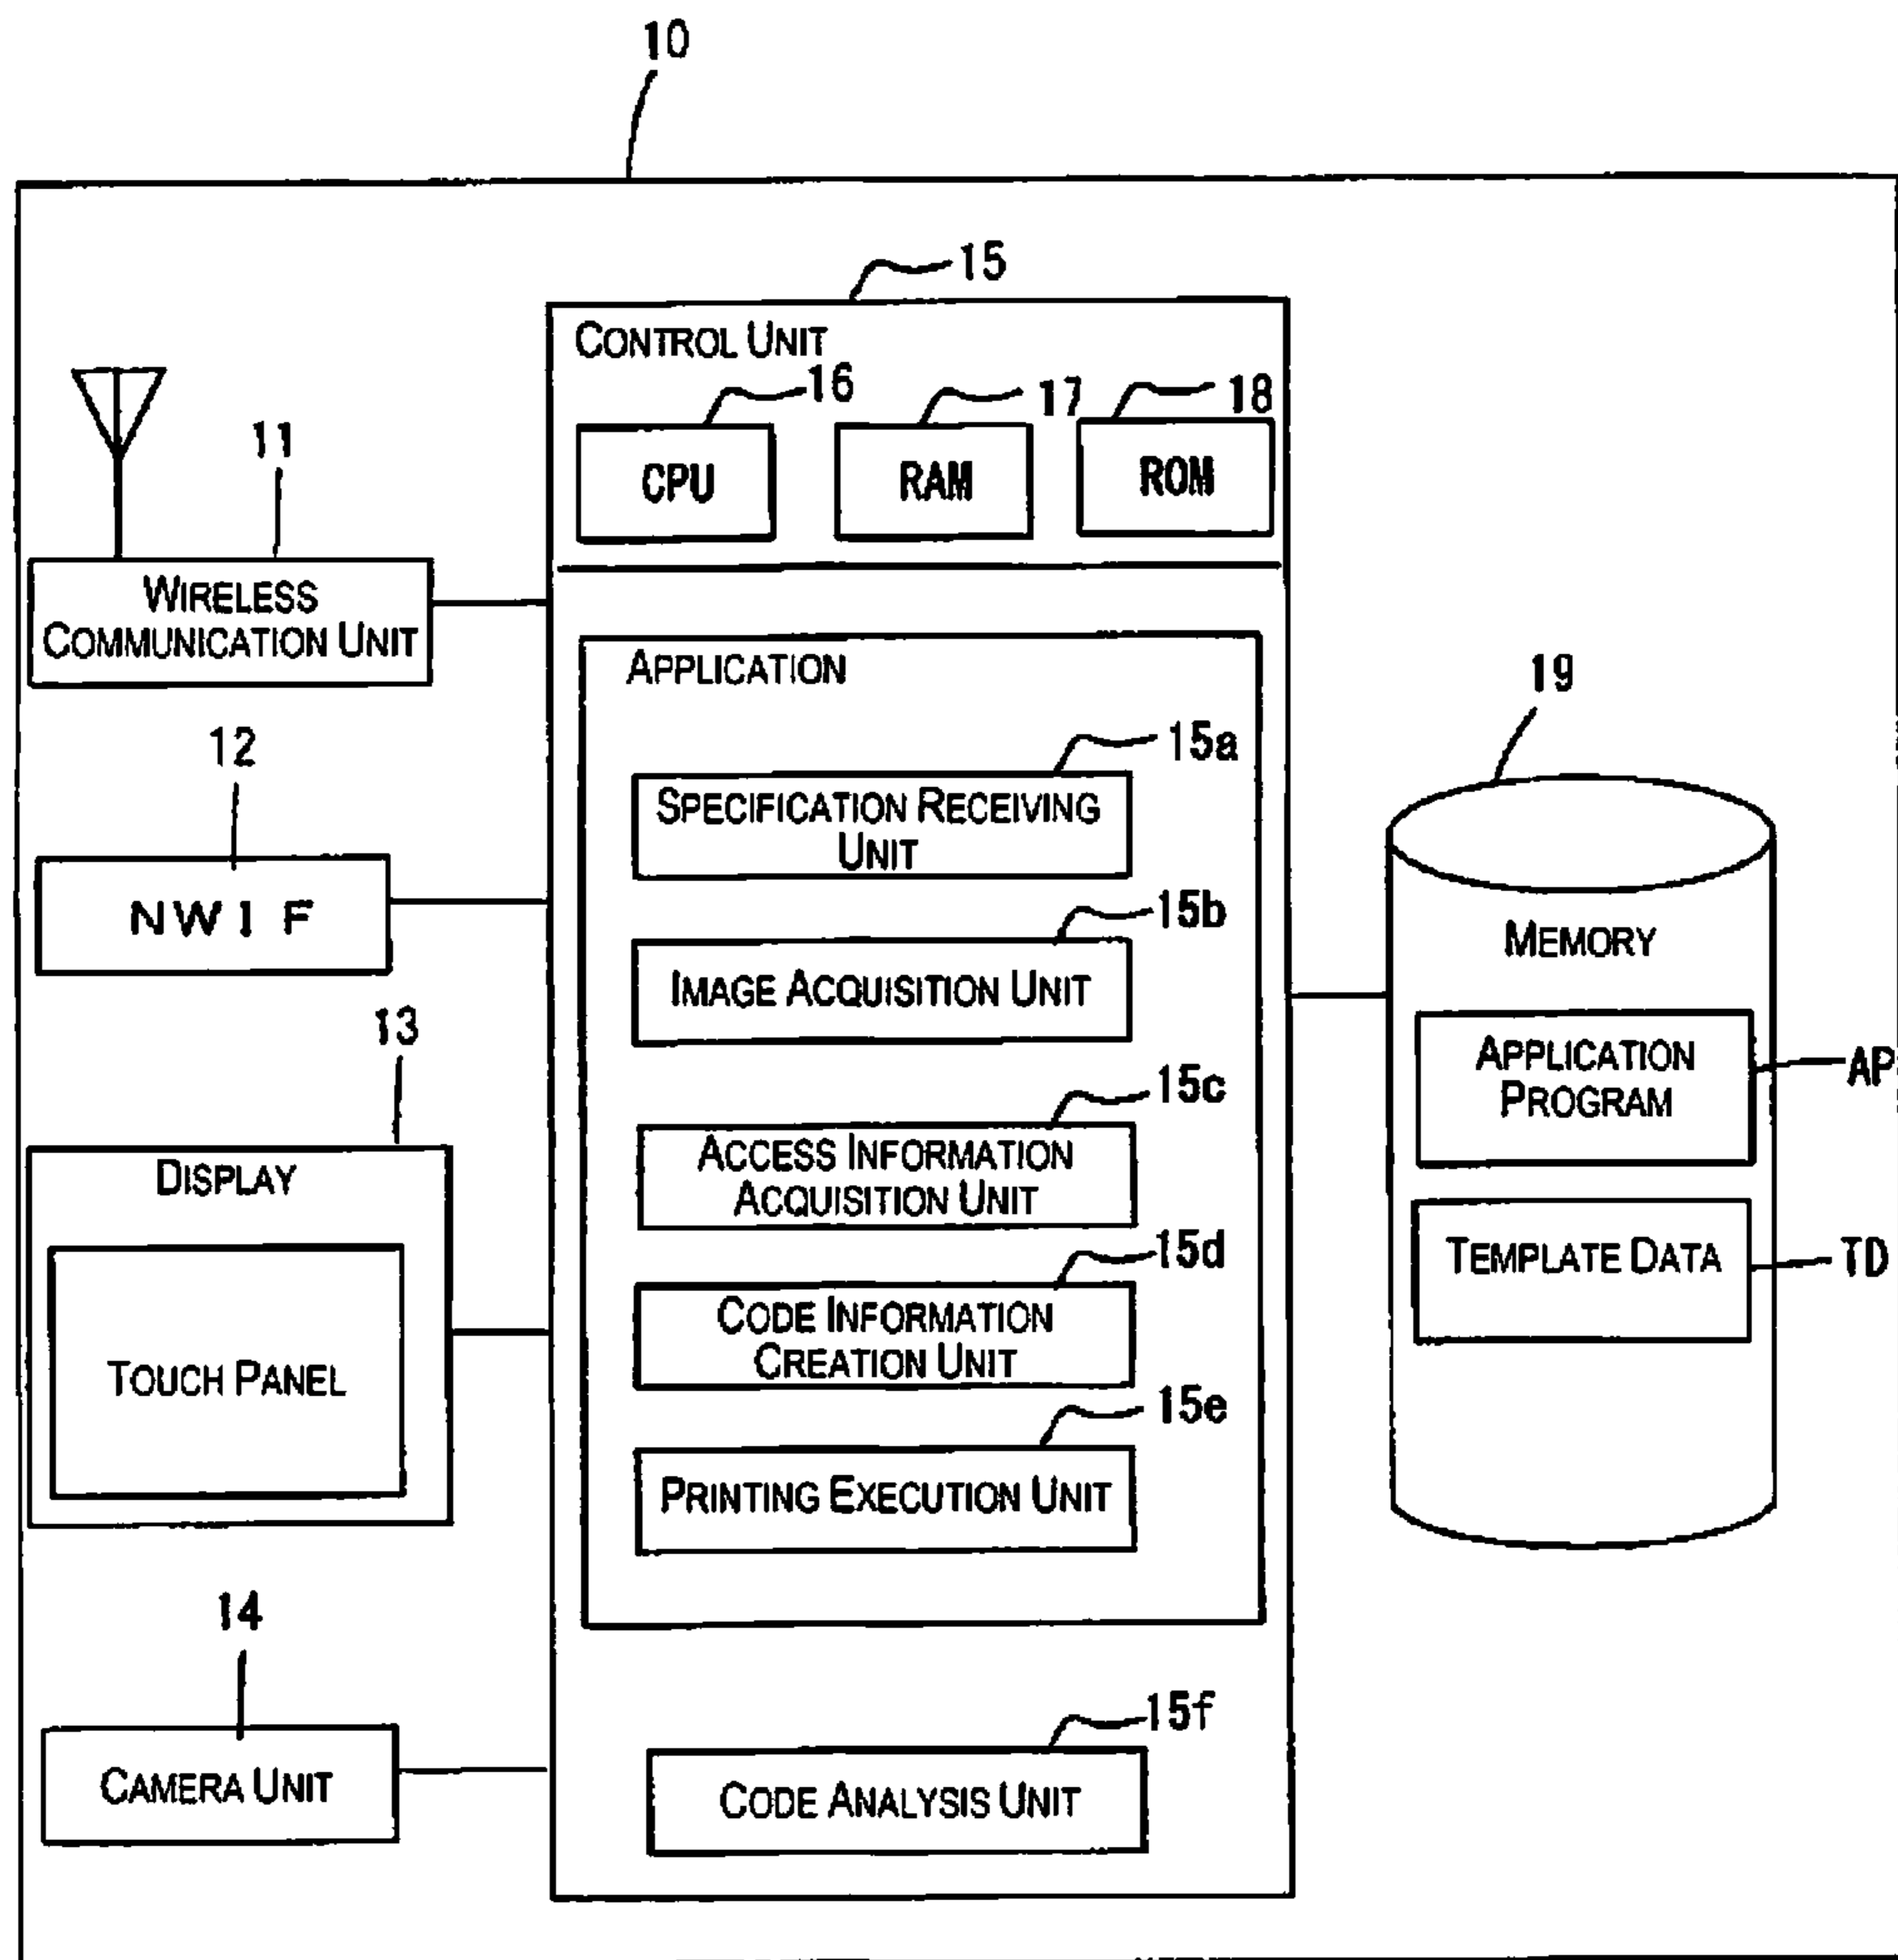 10
15
CONTROL UNIT
16
17
18
CPU
RAM
ROM
11
WIRELESS
COMMUNICATION UNIT
12
NWIF
13
DISPLAY
TOUCH PANEL
14
CAMERA UNIT
APPLICATION
15a
SPECIFICATION RECEIVING
UNIT
15b
IMAGE ACQUISITION UNIT
15c
ACCESS INFORMATION
ACQUISITION UNIT
15d
CODE INFORMATION
CREATION UNIT
15e
PRINTING EXECUTION UNIT
15f
CODE ANALYSIS UNIT
19
MEMORY
APPLICATION
PROGRAM
AP
TEMPLATE DATA
TD